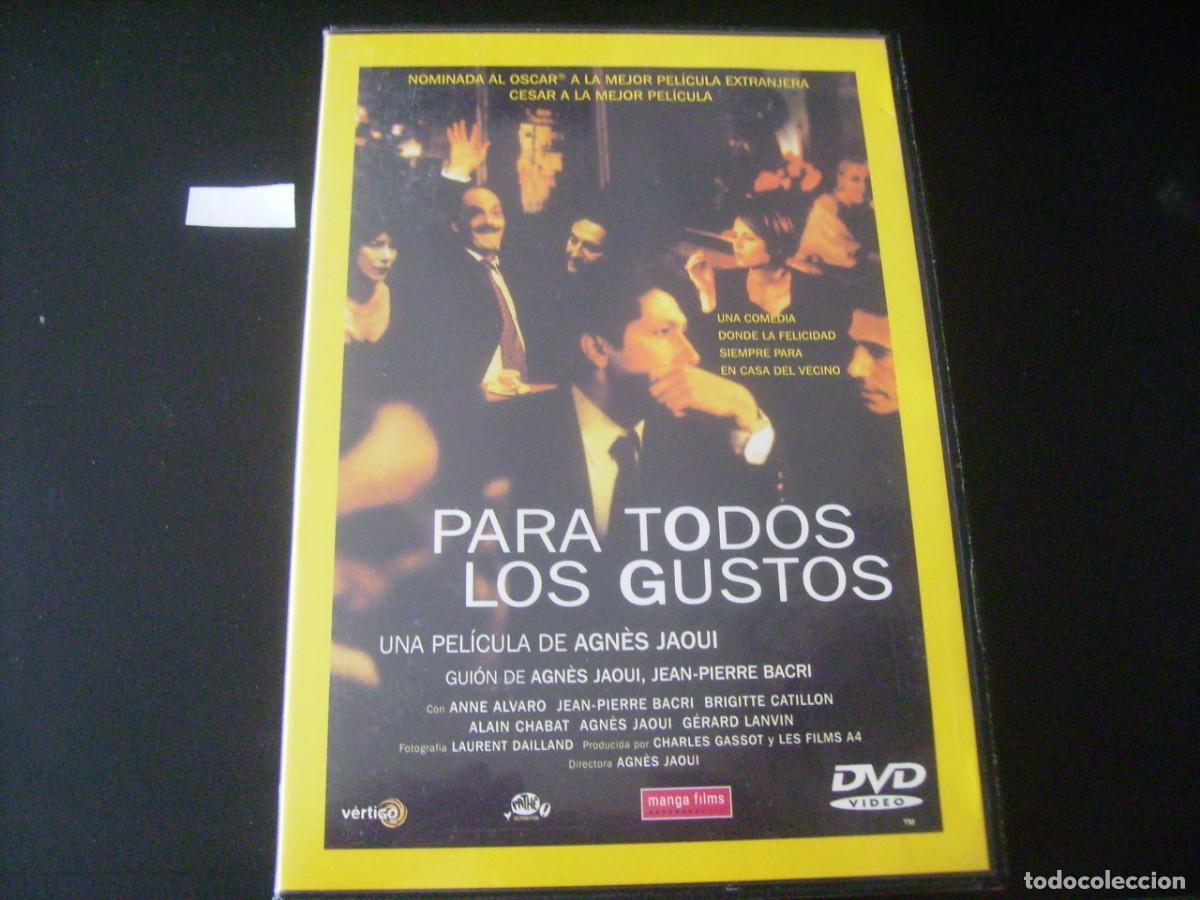 NOMINADA AL OSCAR® A LA MEJOR PELÍCULA EXTRANJERA
CESAR A LA MEJOR PELÍCULA
UNA COMEDIA
DONDE LA FELICIDAD
SIEMPRE PARA
EN CASA DEL VECINO
PARA TODOS
LOS GUSTOS
UNA PELÍCULA DE AGNÈS JAOUI
GUIÓN DE AGNÈS JAOUI, JEAN-PIERRE BACRI
Con ANNE ALVARO JEAN-PIERRE BACRI BRIGITTE CATILLON
ALAIN CHABAT AGNÈS JAOUI GÉRARD LANVIN
Fotografía LAURENT DAILLAND Producida por CHARLES GASSOT y LES FILMS A4
Directora AGNÈS JAOUI
vértigo
PATHÉ
manga films
DVD
VIDEO
TM
todocoleccion